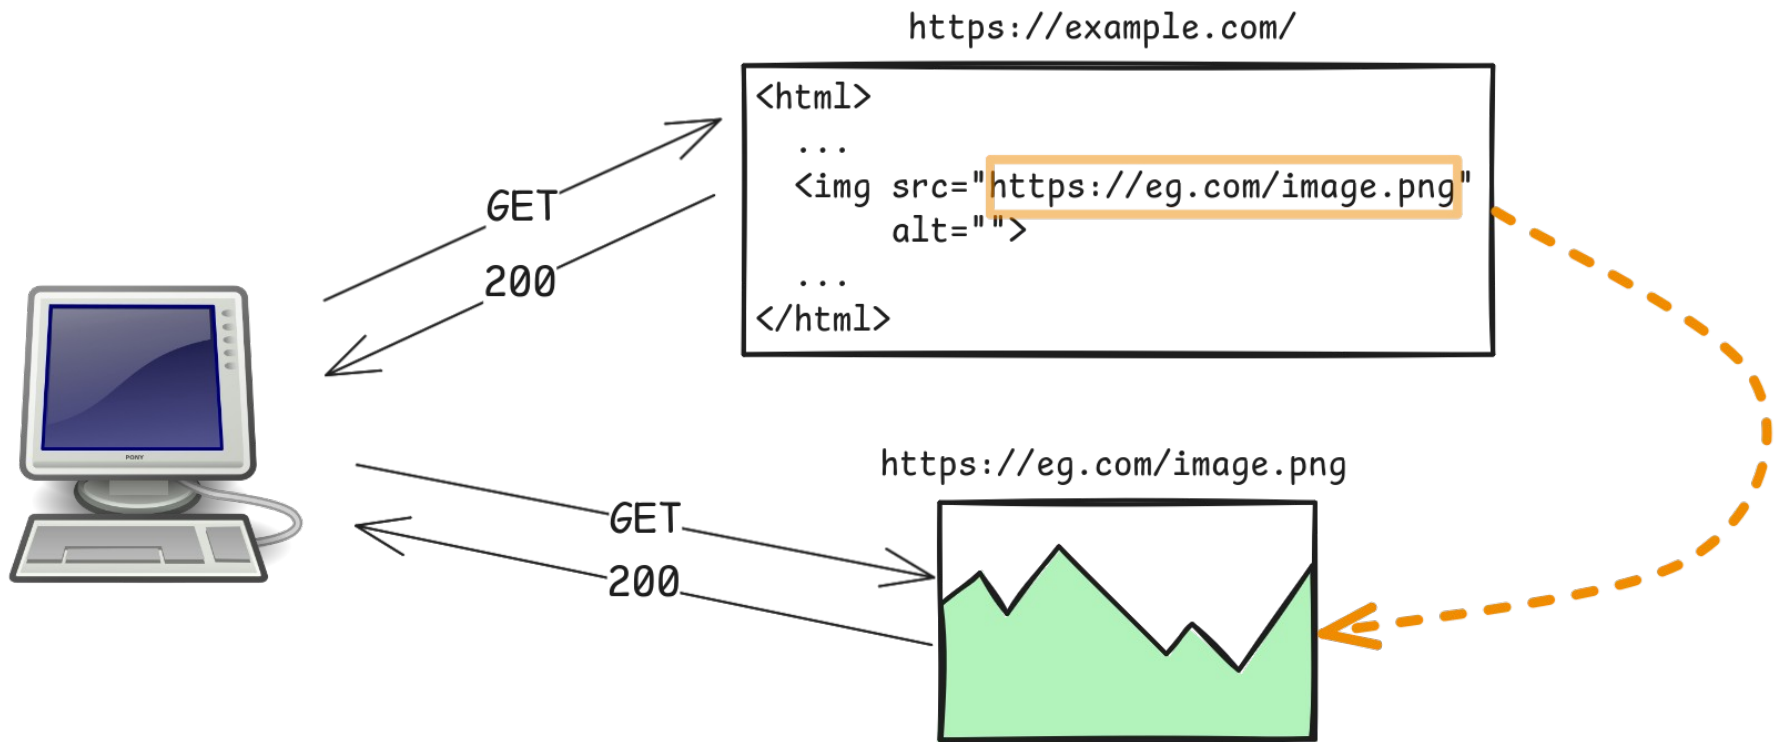 https://example.com/
<html>
...
<img src="https://eg.com/image.png"
alt="">
...
</html>
GET
200
PONY
https://eg.com/image.png
GET
200